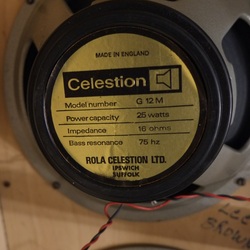 MADE IN ENGLAND
Celestion
Model number G 12 M
Power capacity 25 watts
Impedance 16 ohms
Bass resonance 75 hz
ROLA CELESTION LTD.
IPSWICH
SUFFOLK